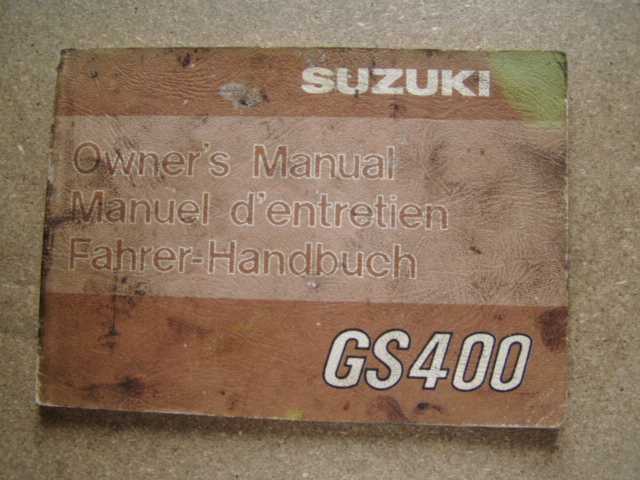 SUZUKI
Owner's Manual
Manuel d'entretien
Fahrer-Handbuch
GS400